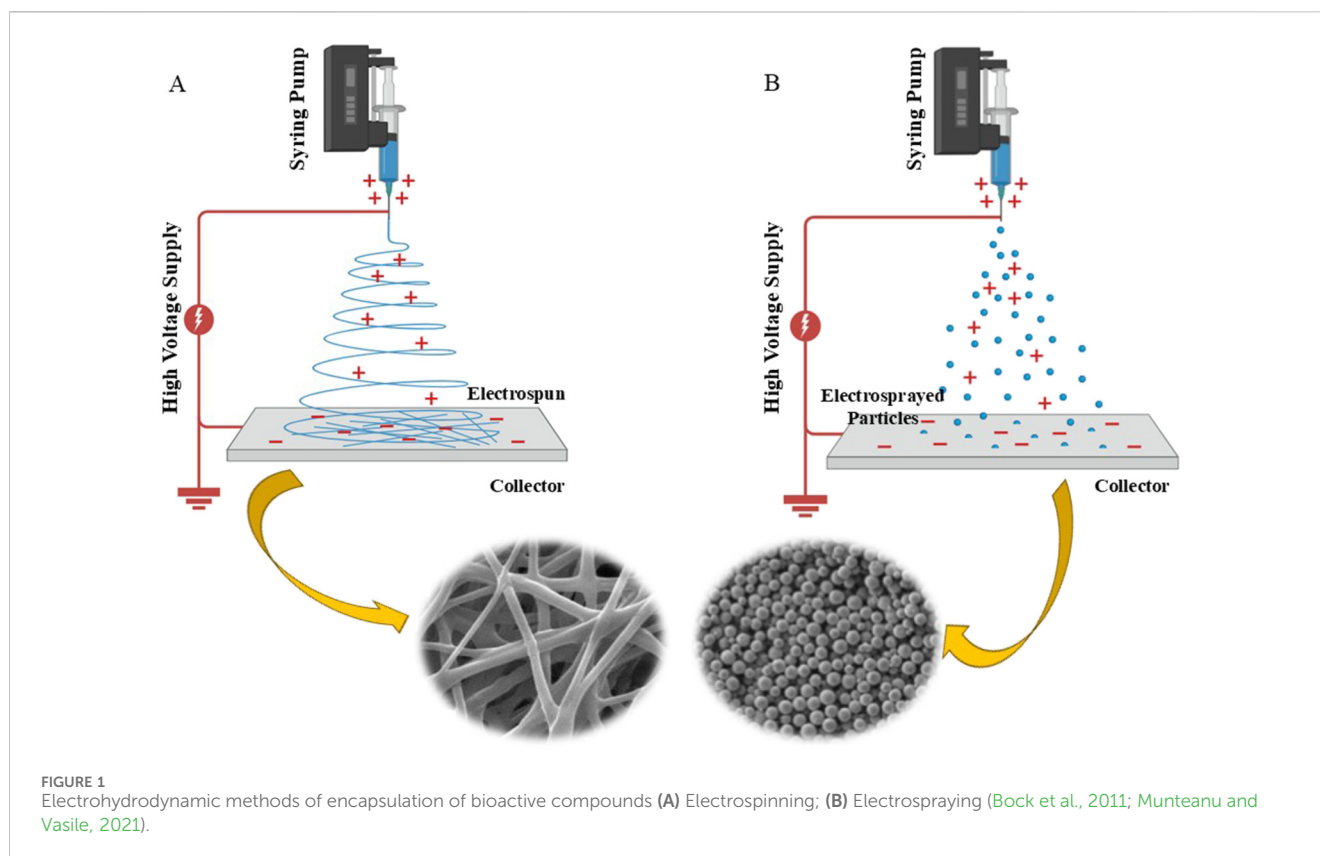 A
Syring Pump
High Voltage Supply
Electrospun
Collector
B
Syring Pump
High Voltage Supply
Electrosprayed
Particles
Collector
FIGURE 1
Electrohydrodynamic methods of encapsulation of bioactive compounds (A) Electrospinning; (B) Electrospraying (Bock et al., 2011; Munteanu and
Vasile, 2021).